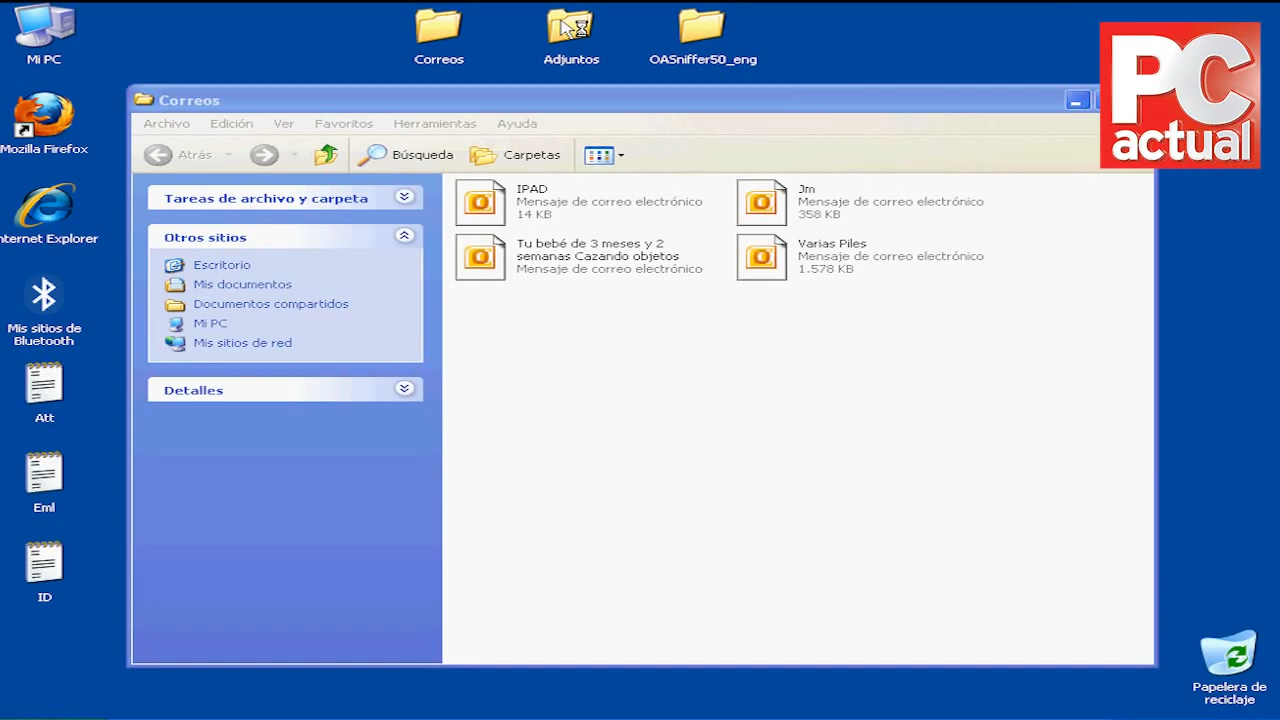 Mi PC
Correos
Adjuntos
OASniffer50_eng
PC
actual
Mozilla Firefox
nternet Explorer
Mis sitios de
Bluetooth
Att
Eml
ID
Correos
Archivo Edición Ver Favoritos Herramientas Ayuda
Atrás Búsqueda Carpetas
Tareas de archivo y carpeta
Otros sitios
Escritorio
Mis documentos
Documentos compartidos
Mi PC
Mis sitios de red
Detalles
IPAD
Mensaje de correo electrónico
14 KB
Jm
Mensaje de correo electrónico
358 KB
Tu bebé de 3 meses y 2
semanas Cazando objetos
Mensaje de correo electrónico
Varias Piles
Mensaje de correo electrónico
1.578 KB
Papelera de
reciclaje